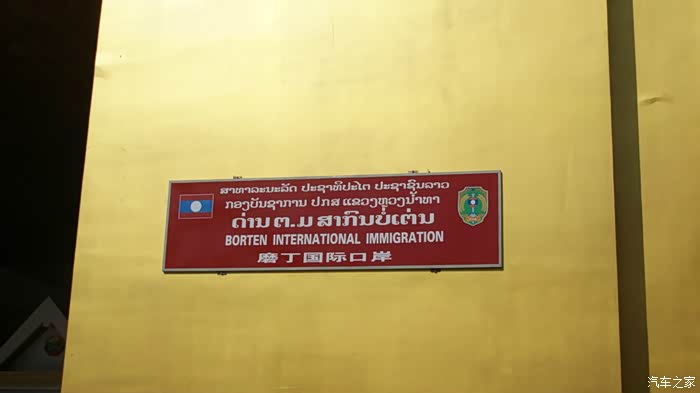 ສາທາລະນະລັດ ປະຊາທິປະໄຕ ປະຊາຊົນລາວ
ກອງບັນຊາການ ປກສ ແຂວງຫຼວງນ້ຳທາ
ດ່ານ ຕ.ມ ສາກົນບໍ່ເຕ່ນ
BORTEN INTERNATIONAL IMMIGRATION
磨丁国际口岸
汽车之家